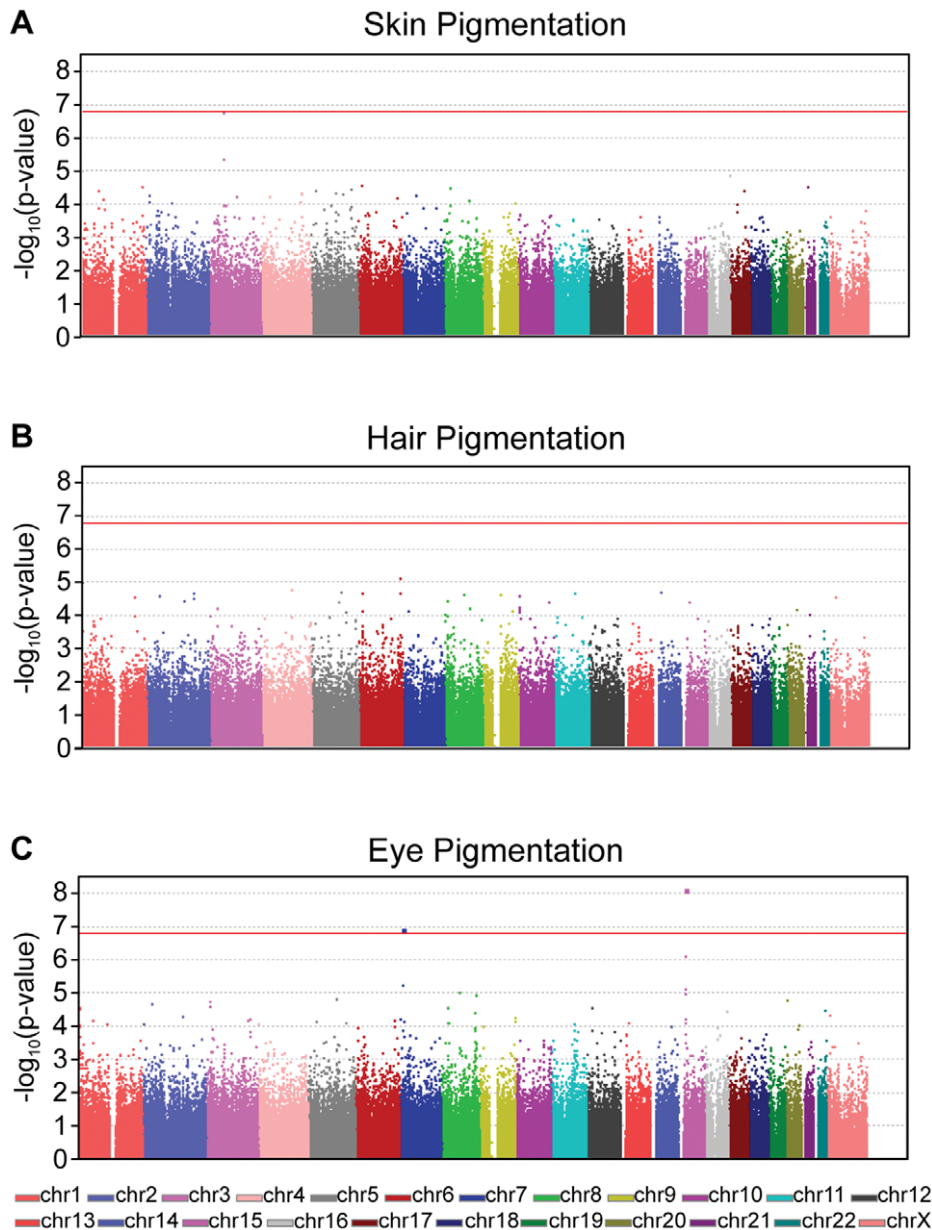 A
Skin Pigmentation
-log10(p-value)
8
7
6
5
4
3
2
1
0
B
Hair Pigmentation
-log10(p-value)
8
7
6
5
4
3
2
1
0
C
Eye Pigmentation
-log10(p-value)
8
7
6
5
4
3
2
1
0
chr1 chr2 chr3 chr4 chr5 chr6 chr7 chr8 chr9 chr10 chr11 chr12
chr13 chr14 chr15 chr16 chr17 chr18 chr19 chr20 chr21 chr22 chrX